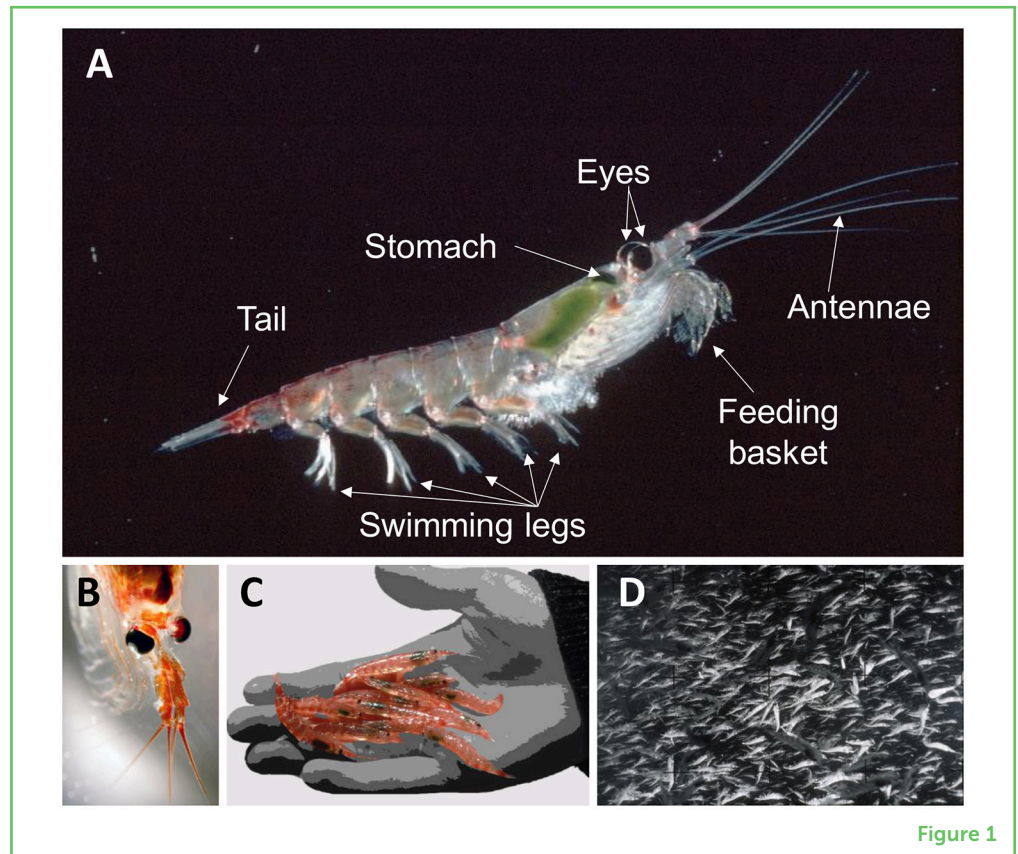 A
Eyes
Stomach
Antennae
Tail
Feeding
basket
Swimming legs
B
C
D
Figure 1